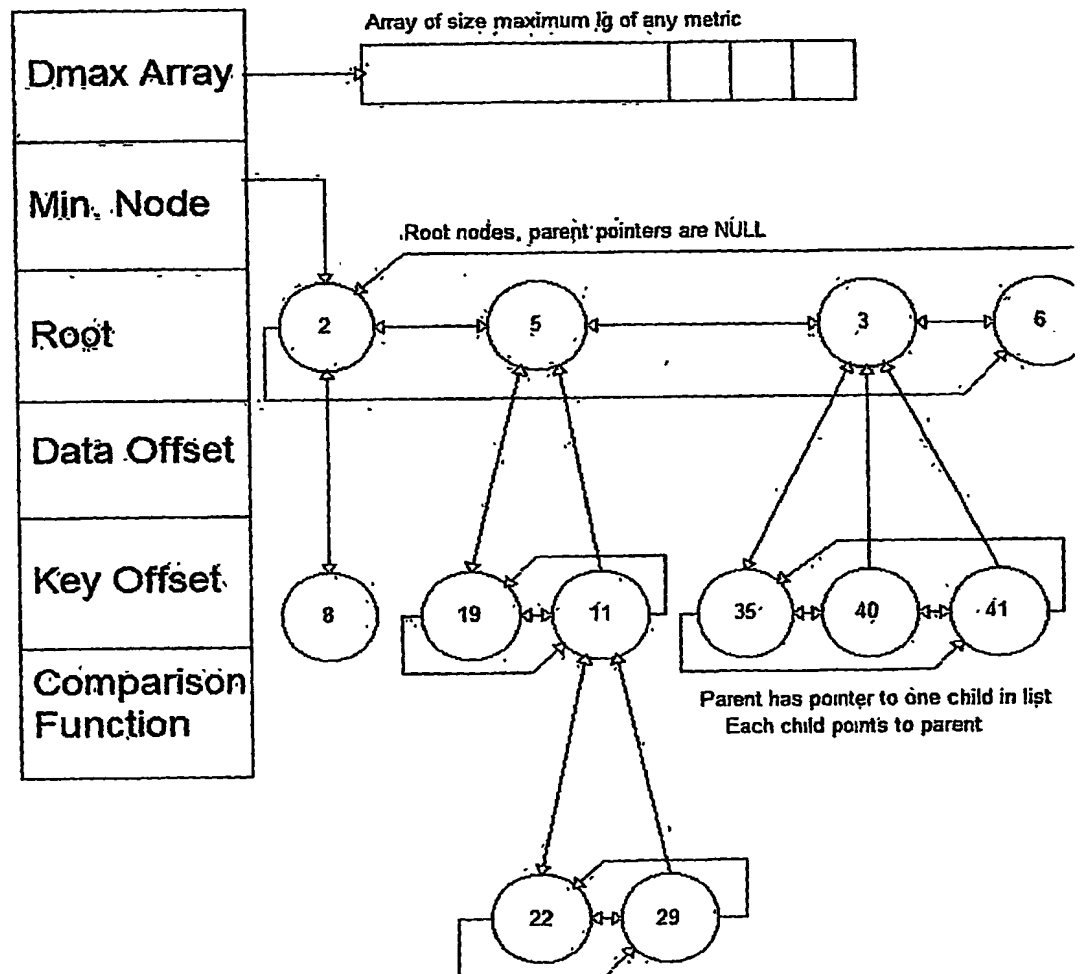 Array of size maximum lg of any metric
Dmax Array
Min. Node
Root nodes, parent pointers are NULL
Root
2
5
3
6
Data Offset
Key Offset
8
19
11
35
40
41
Comparison
Function
Parent has pointer to one child in list
Each child points to parent
22
29